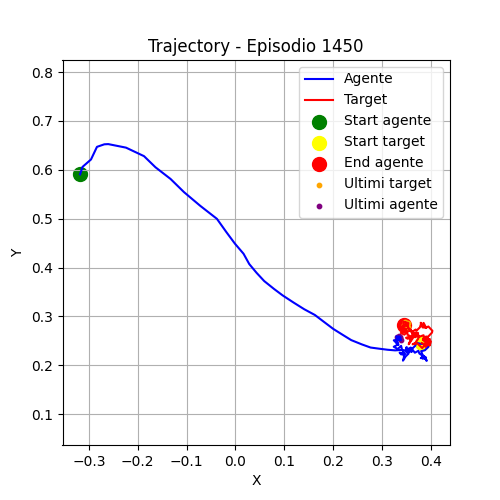 Trajectory - Episodio 1450
Agente
Target
Start agente
Start target
End agente
Ultimi target
Ultimi agente
Y
0.8
0.7
0.6
0.5
0.4
0.3
0.2
0.1
−0.3
−0.2
−0.1
0.0
0.1
0.2
0.3
0.4
X